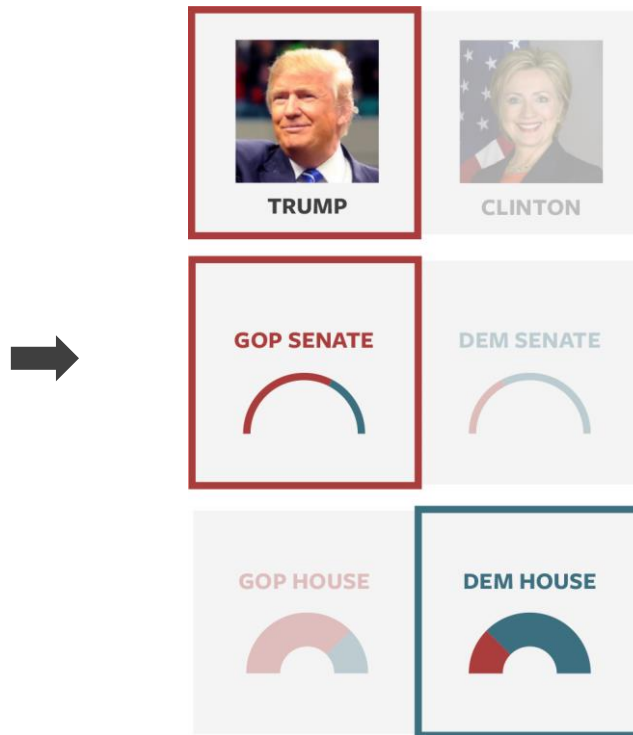 TRUMP
CLINTON
GOP SENATE
DEM SENATE
GOP HOUSE
DEM HOUSE